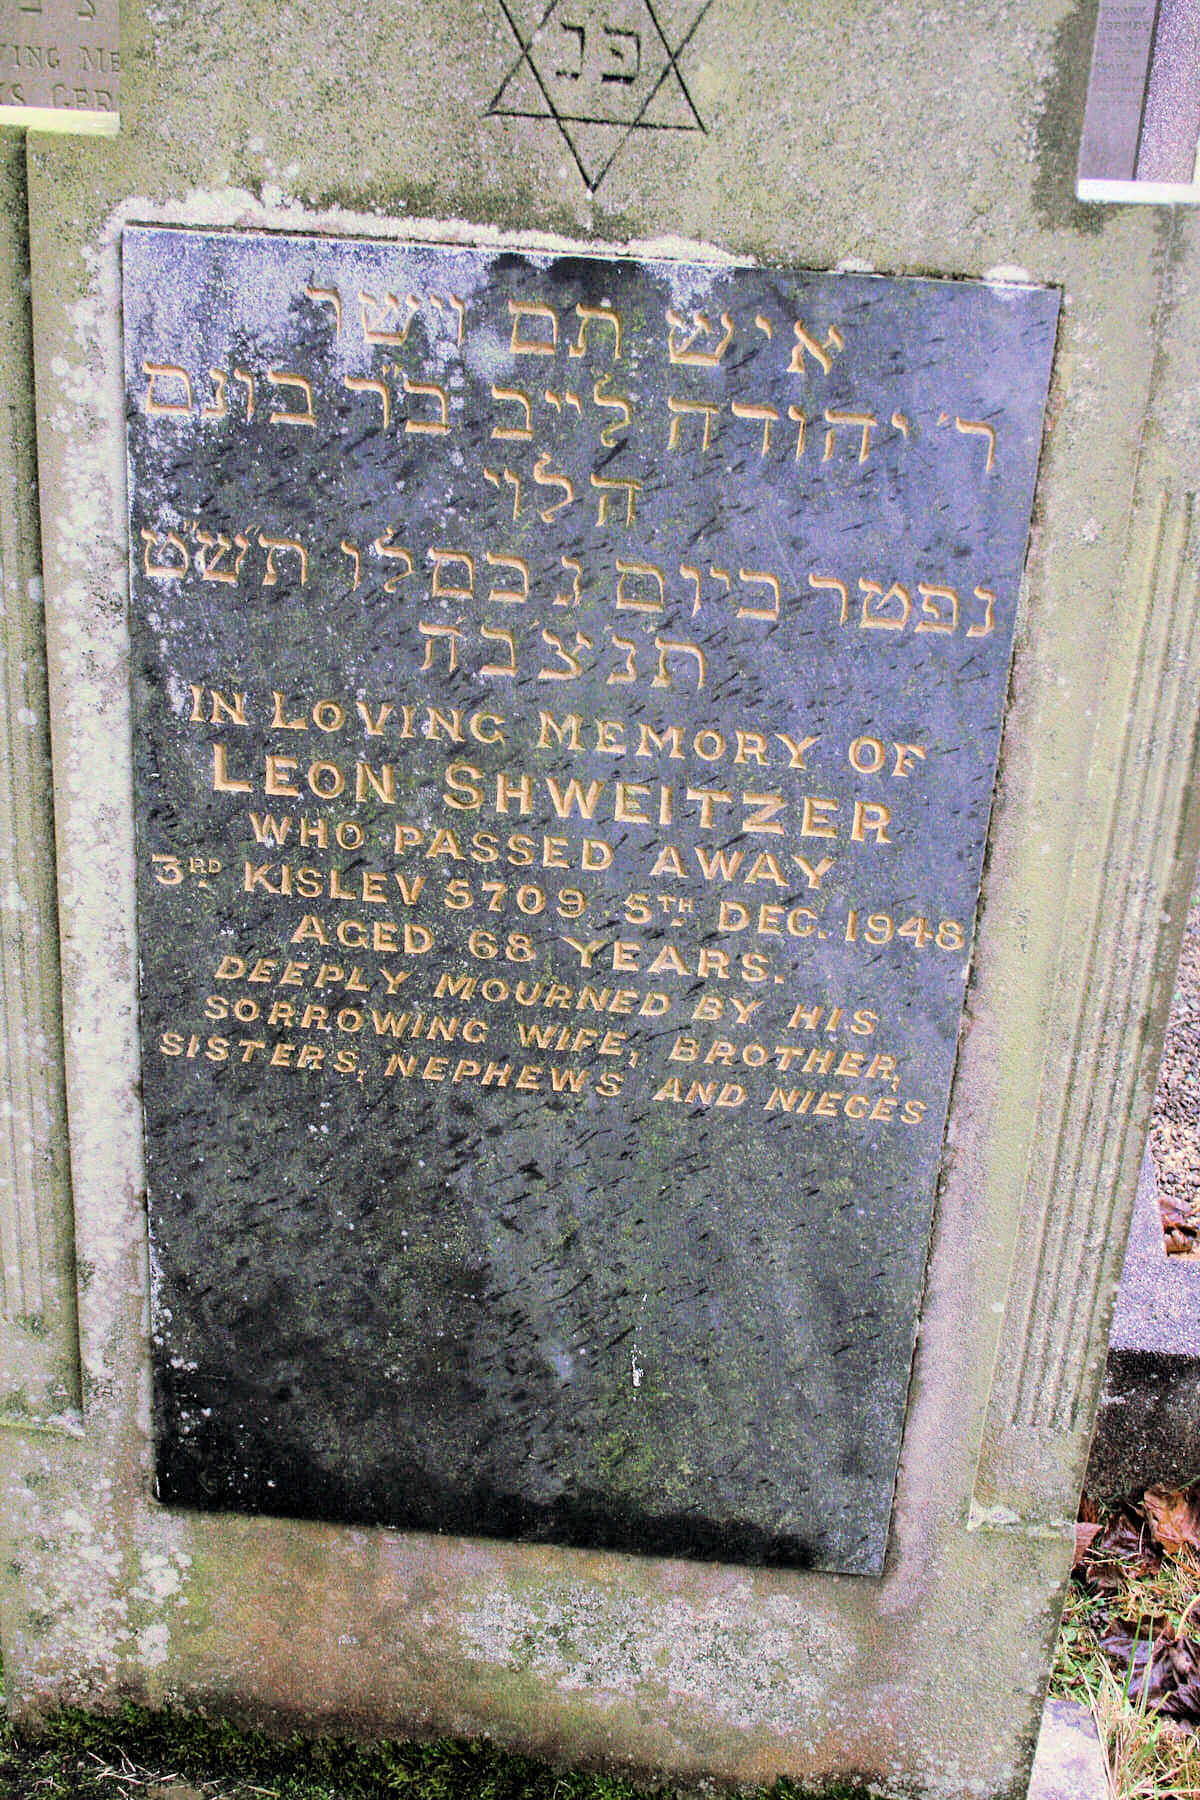 פנ
איש תם וישר
ר' יהודה לייב ב"ר בונם
הלוי
נפטר ביום ג כסלו תש"ט
ת'נ'צ'ב'ה
IN LOVING MEMORY OF
LEON SHWEITZER
WHO PASSED AWAY
3RD KISLEV 5709 5TH DEC. 1948
AGED 68 YEARS.
DEEPLY MOURNED BY HIS
SORROWING WIFE, BROTHER,
SISTERS, NEPHEWS AND NIECES